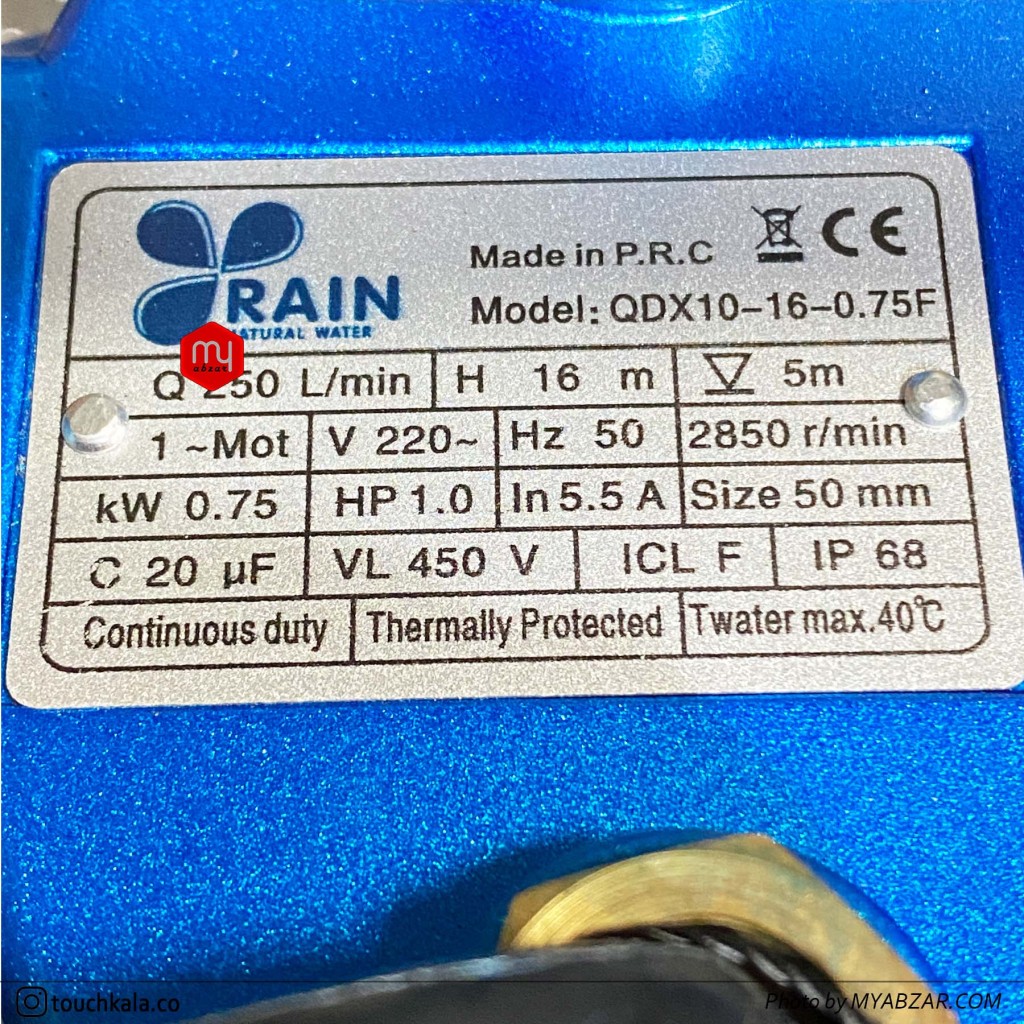 RAIN
NATURAL WATER
Made in P.R.C
CE
Model: QDX10-16-0.75F
my
abzar
Q 250 L/min H 16 m 5m
1 ~Mot V 220~ Hz 50 2850 r/min
kW 0.75 HP 1.0 In 5.5 A Size 50 mm
C 20 µF VL 450 V ICL F IP 68
Continuous duty Thermally Protected Twater max.40℃
touchkala.co
Photo by MYABZAR.COM